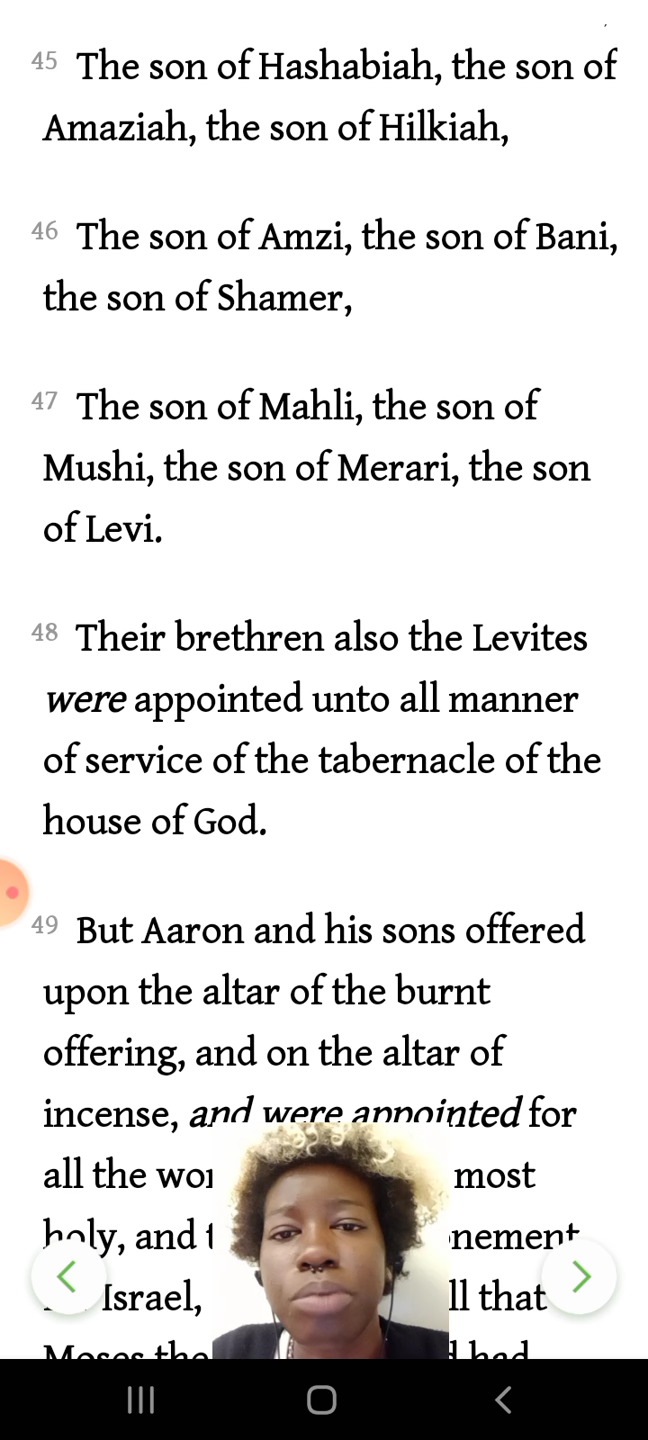 45 The son of Hashabiah, the son of
Amaziah, the son of Hilkiah,
46 The son of Amzi, the son of Bani,
the son of Shamer,
47 The son of Mahli, the son of
Mushi, the son of Merari, the son
of Levi.
48 Their brethren also the Levites
were appointed unto all manner
of service of the tabernacle of the
house of God.
49 But Aaron and his sons offered
upon the altar of the burnt
offering, and on the altar of
incense, and were appointed for
all the most
holy, and
Israel, that
Moses the had